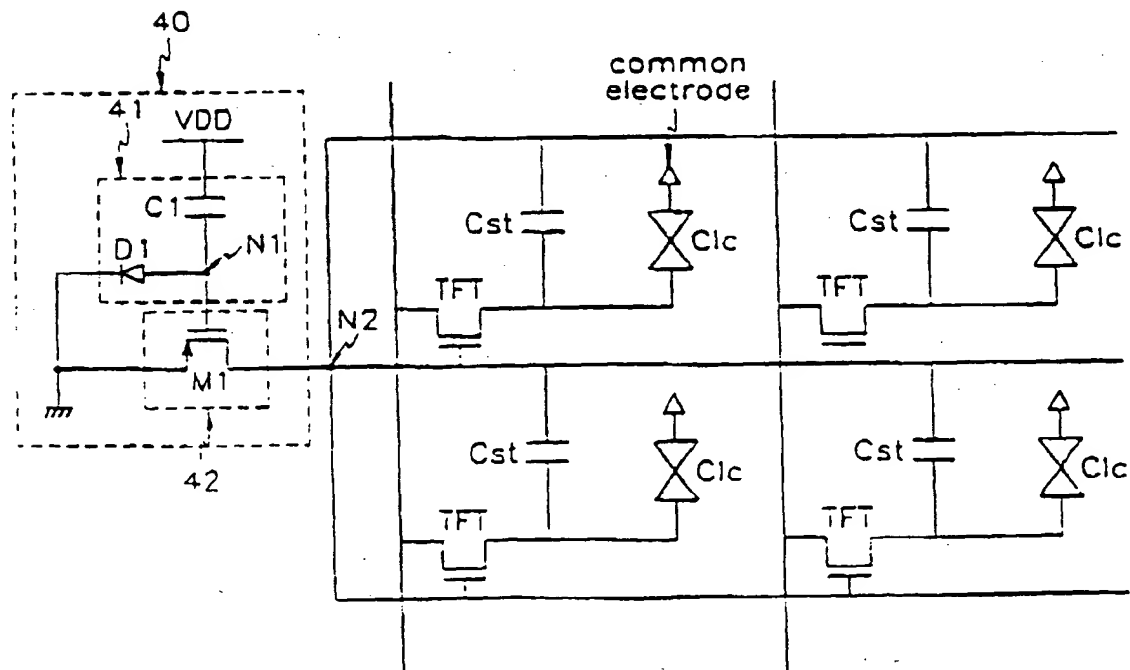 40
common
electrode
41
VDD
C1
Cst
Clc
Cst
Clc
D1
N1
TFT
TFT
N2
M1
Cst
Clc
Cst
Clc
42
TFT
TFT